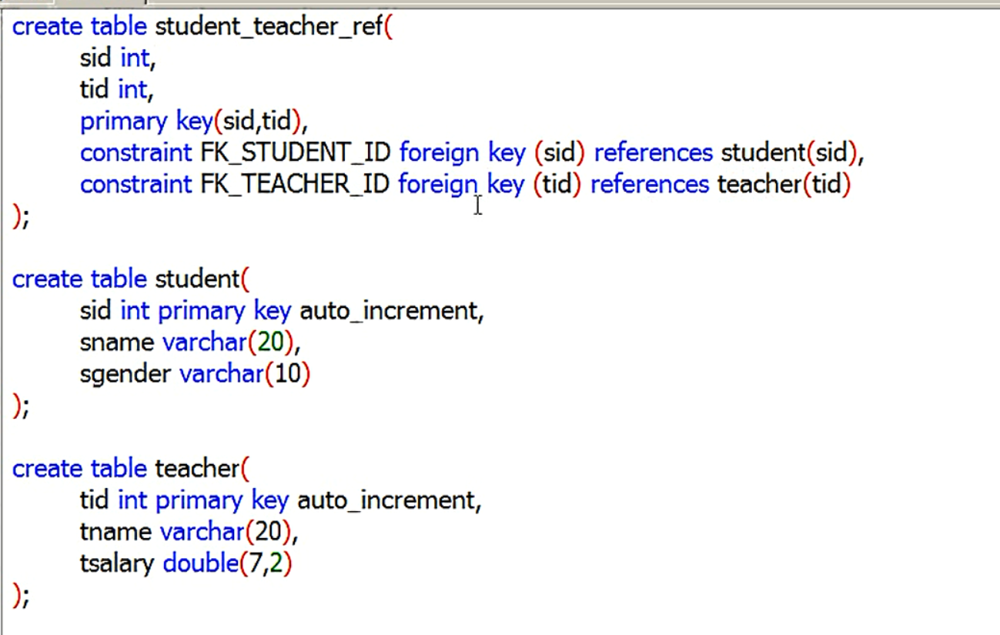 create table student_teacher_ref(
sid int,
tid int,
primary key(sid,tid),
constraint FK_STUDENT_ID foreign key (sid) references student(sid),
constraint FK_TEACHER_ID foreign key (tid) references teacher(tid)
);
create table student(
sid int primary key auto_increment,
sname varchar(20),
sgender varchar(10)
);
create table teacher(
tid int primary key auto_increment,
tname varchar(20),
tsalary double(7,2)
);